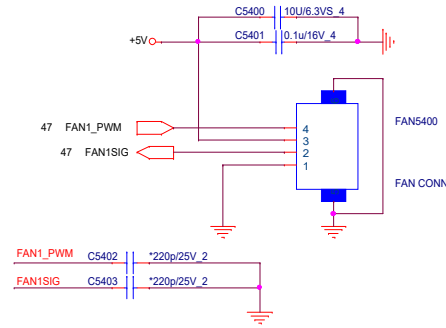 C5400 10U/6.3VS_4
+5V C5401 0.1u/16V_4
FAN5400
47 FAN1_PWM 4
3
47 FAN1SIG 2
1
FAN CONN
FAN1_PWM C5402 *220p/25V_2
FAN1SIG C5403 *220p/25V_2